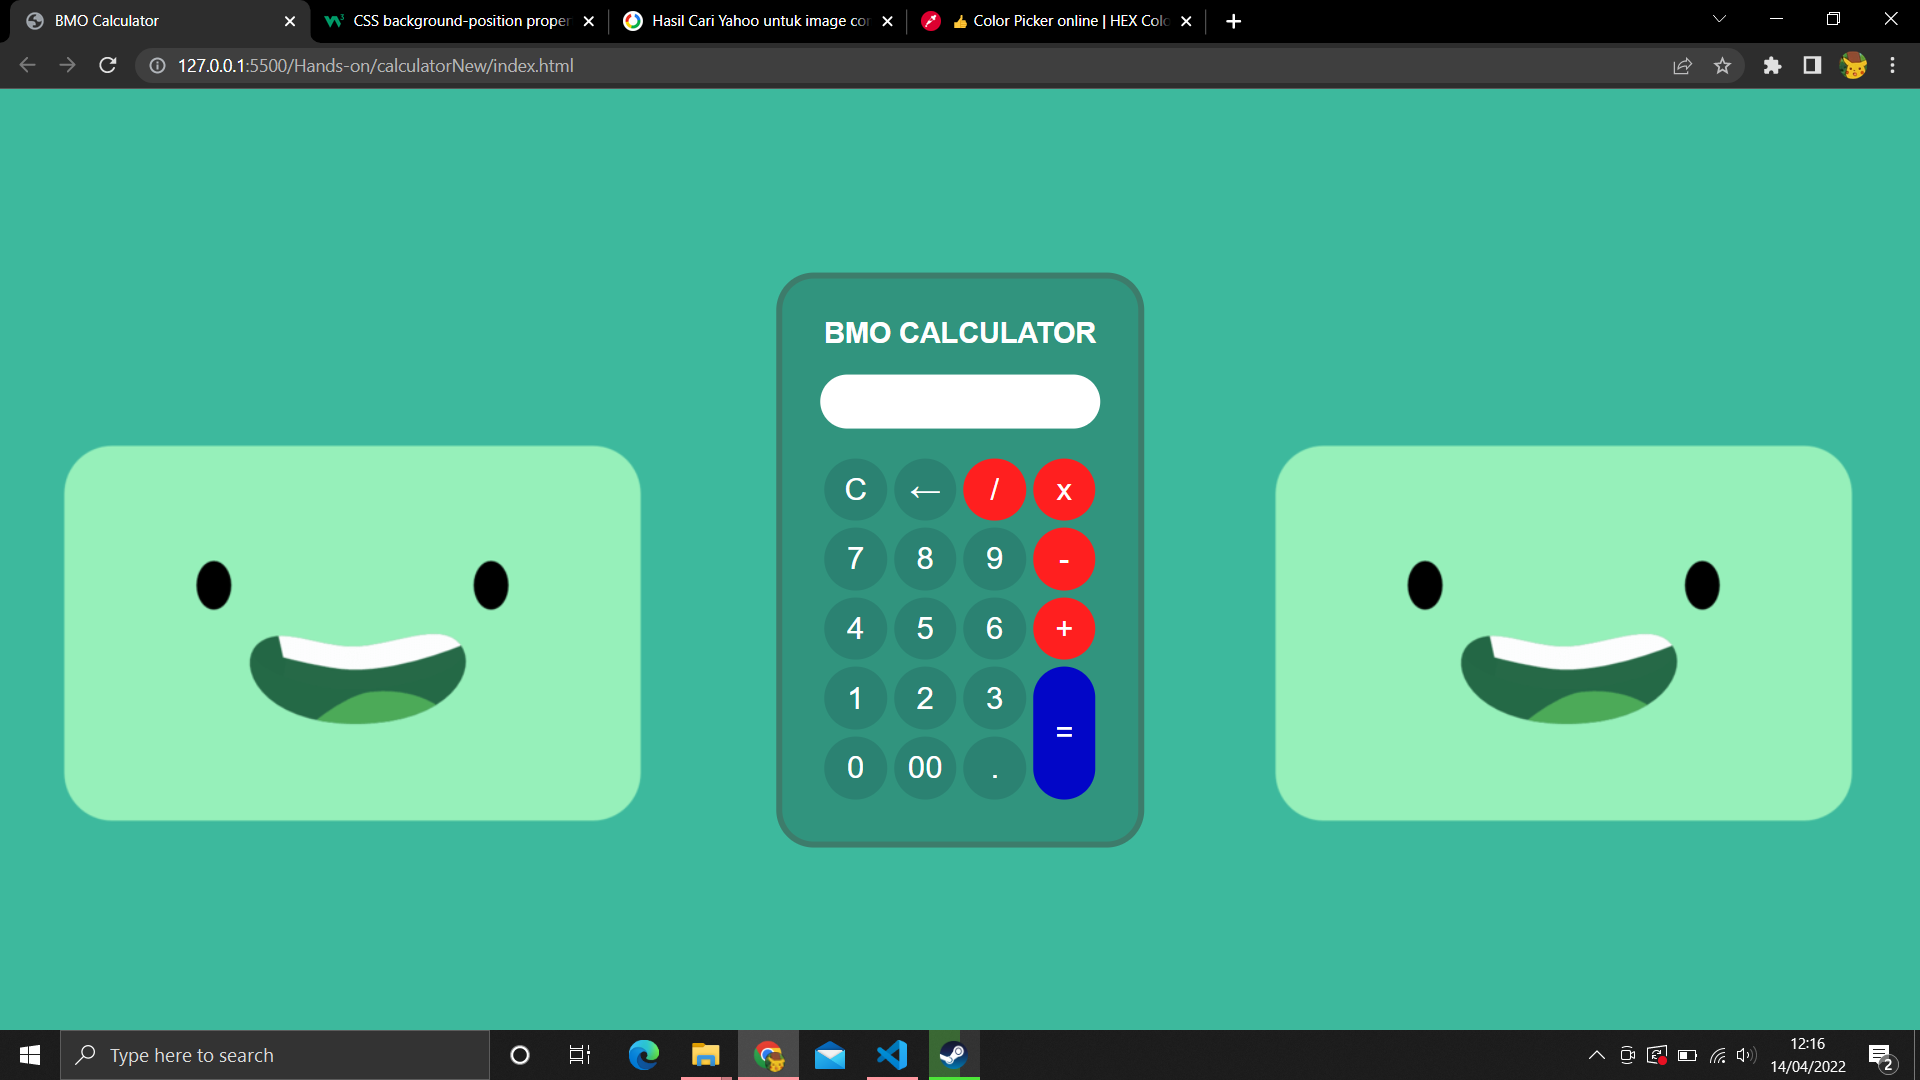 BMO Calculator
CSS background-position proper
Hasil Cari Yahoo untuk image cor
👍 Color Picker online | HEX Colo
127.0.0.1:5500/Hands-on/calculatorNew/index.html
BMO CALCULATOR
C ← / x
7 8 9 -
4 5 6 +
1 2 3
=
0 00 .
Type here to search
12:16
14/04/2022
2